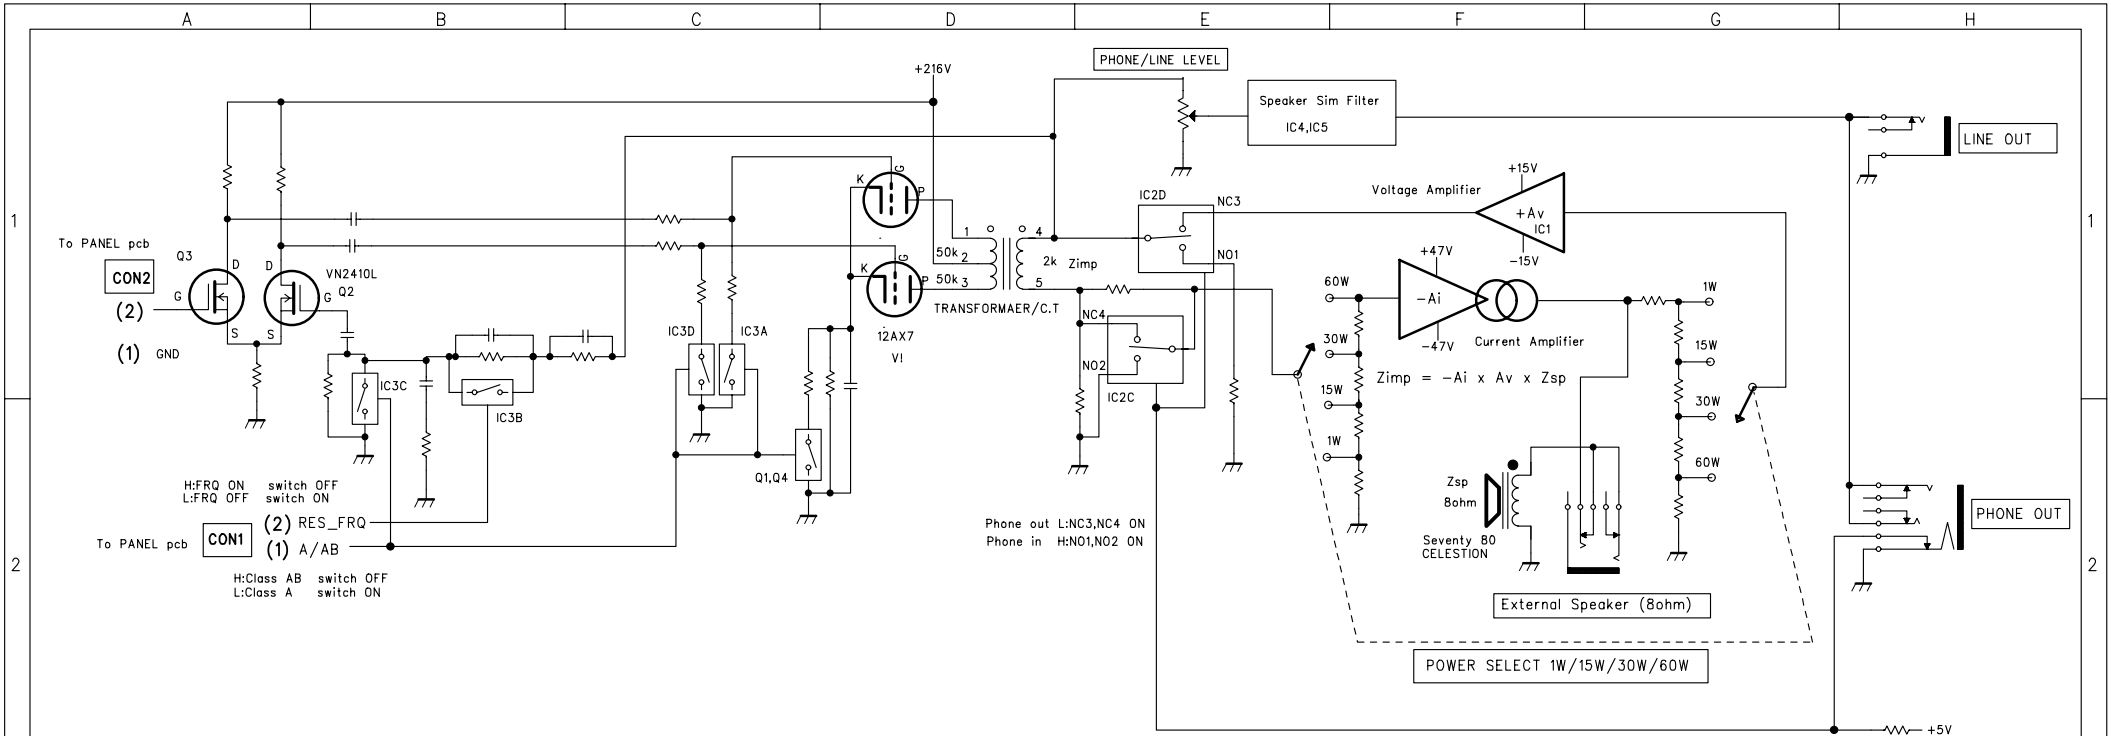 A B C D E F G H
1
2
1
2
To PANEL pcb
CON2
(2)
(1) GND
Q3
D
G
S
D
G
S
VN2410L
Q2
IC3C
IC3B
H:FRQ ON switch OFF
L:FRQ OFF switch ON
(2) RES_FRQ
To PANEL pcb
CON1
(1) A/AB
H:Class AB switch OFF
L:Class A switch ON
IC3D
IC3A
Q1,Q4
+216V
K
G
P
K
G
P
12AX7
V!
1
50k
2
50k
3
4
2k
Zimp
5
TRANSFORMAER/C.T
PHONE/LINE LEVEL
Speaker Sim Filter
IC4,IC5
IC2D
NC3
NO1
NC4
NO2
IC2C
Phone out L:NC3,NC4 ON
Phone in H:NO1,NO2 ON
Voltage Amplifier
+15V
+Av
IC1
-15V
+47V
-Ai
-47V
Current Amplifier
Zimp = -Ai x Av x Zsp
60W
30W
15W
1W
1W
15W
30W
60W
Zsp
8ohm
Seventy 80
CELESTION
External Speaker (8ohm)
POWER SELECT 1W/15W/30W/60W
LINE OUT
PHONE OUT
+5V